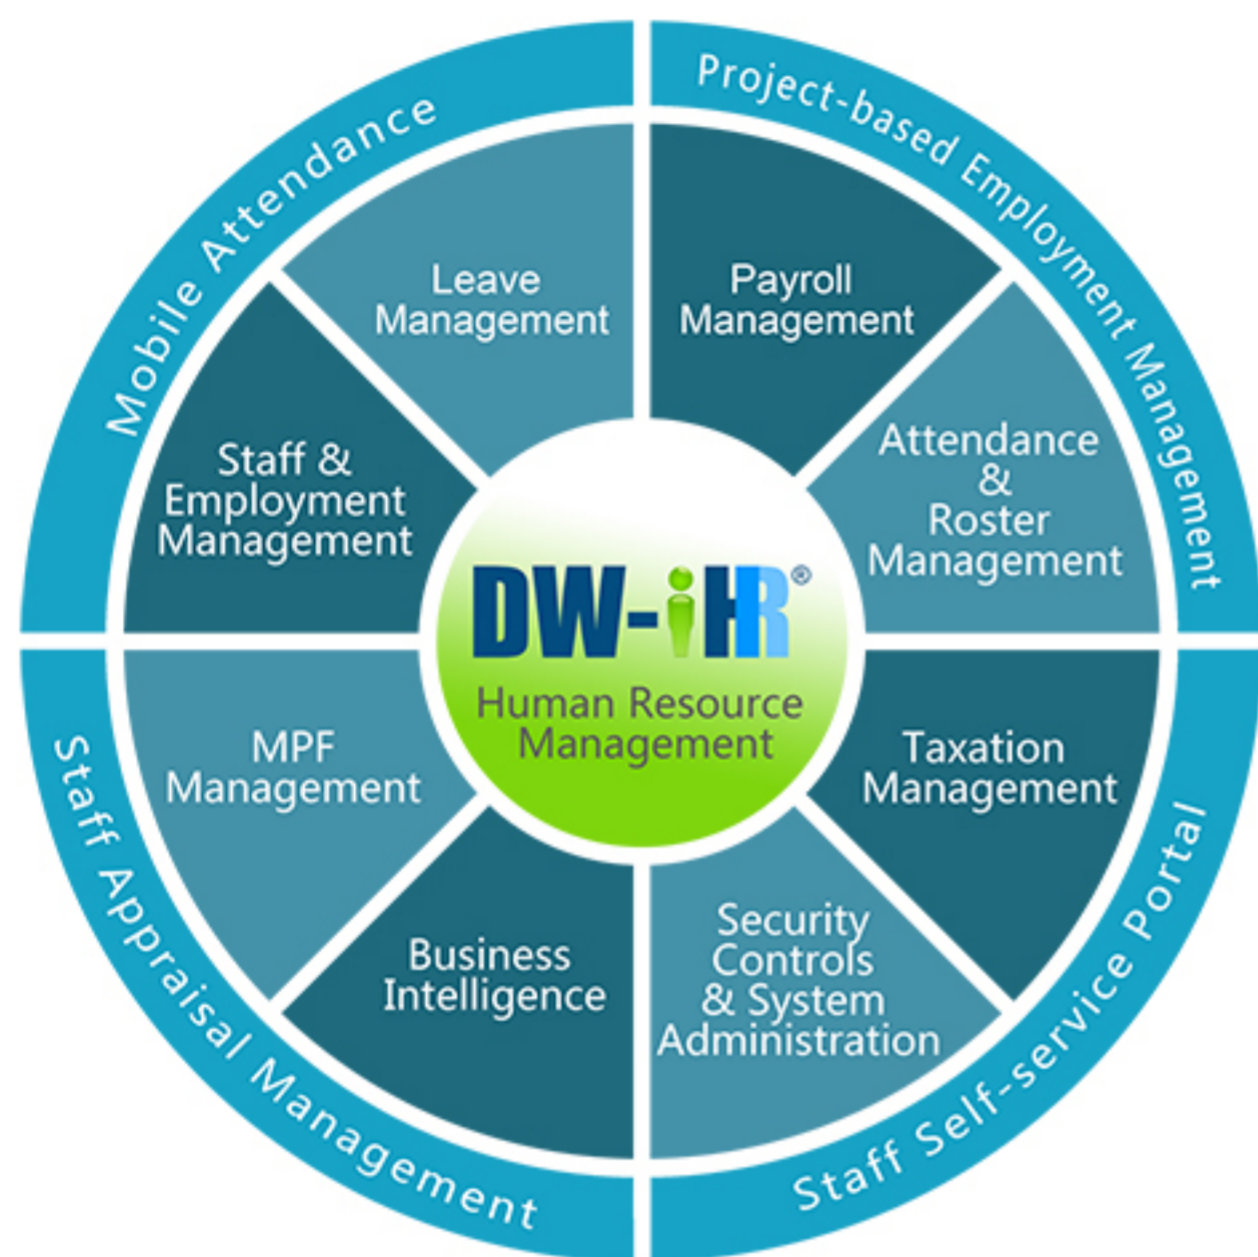 Mobile Attendance
Project-based Employment Management
Leave
Management
Payroll
Management
Staff &
Employment
Management
Attendance
&
Roster
Management
DW-iHR®
Human Resource
Management
MPF
Management
Taxation
Management
Business
Intelligence
Security
Controls
& System
Administration
Staff Appraisal Management
Staff Self-service Portal